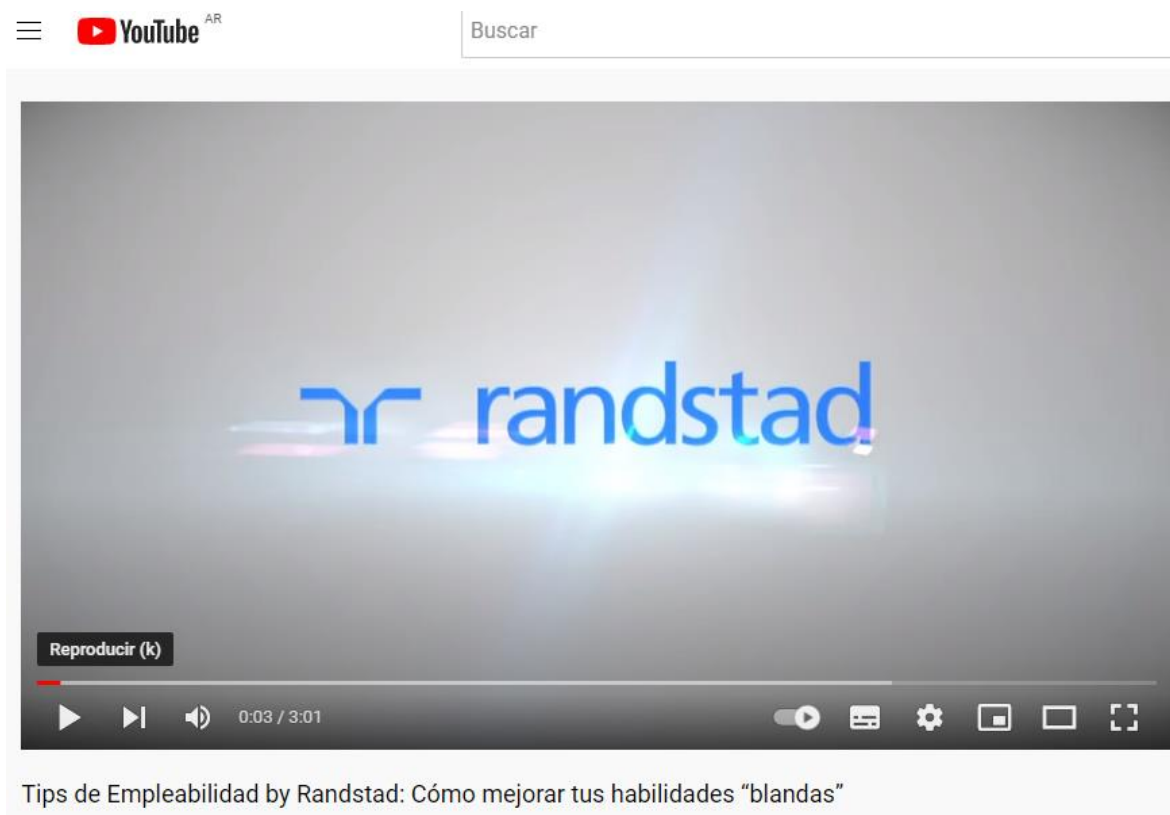 YouTube AR
Buscar
randstad
Reproducir (k)
0:03 / 3:01
Tips de Empleabilidad by Randstad: Cómo mejorar tus habilidades “blandas”